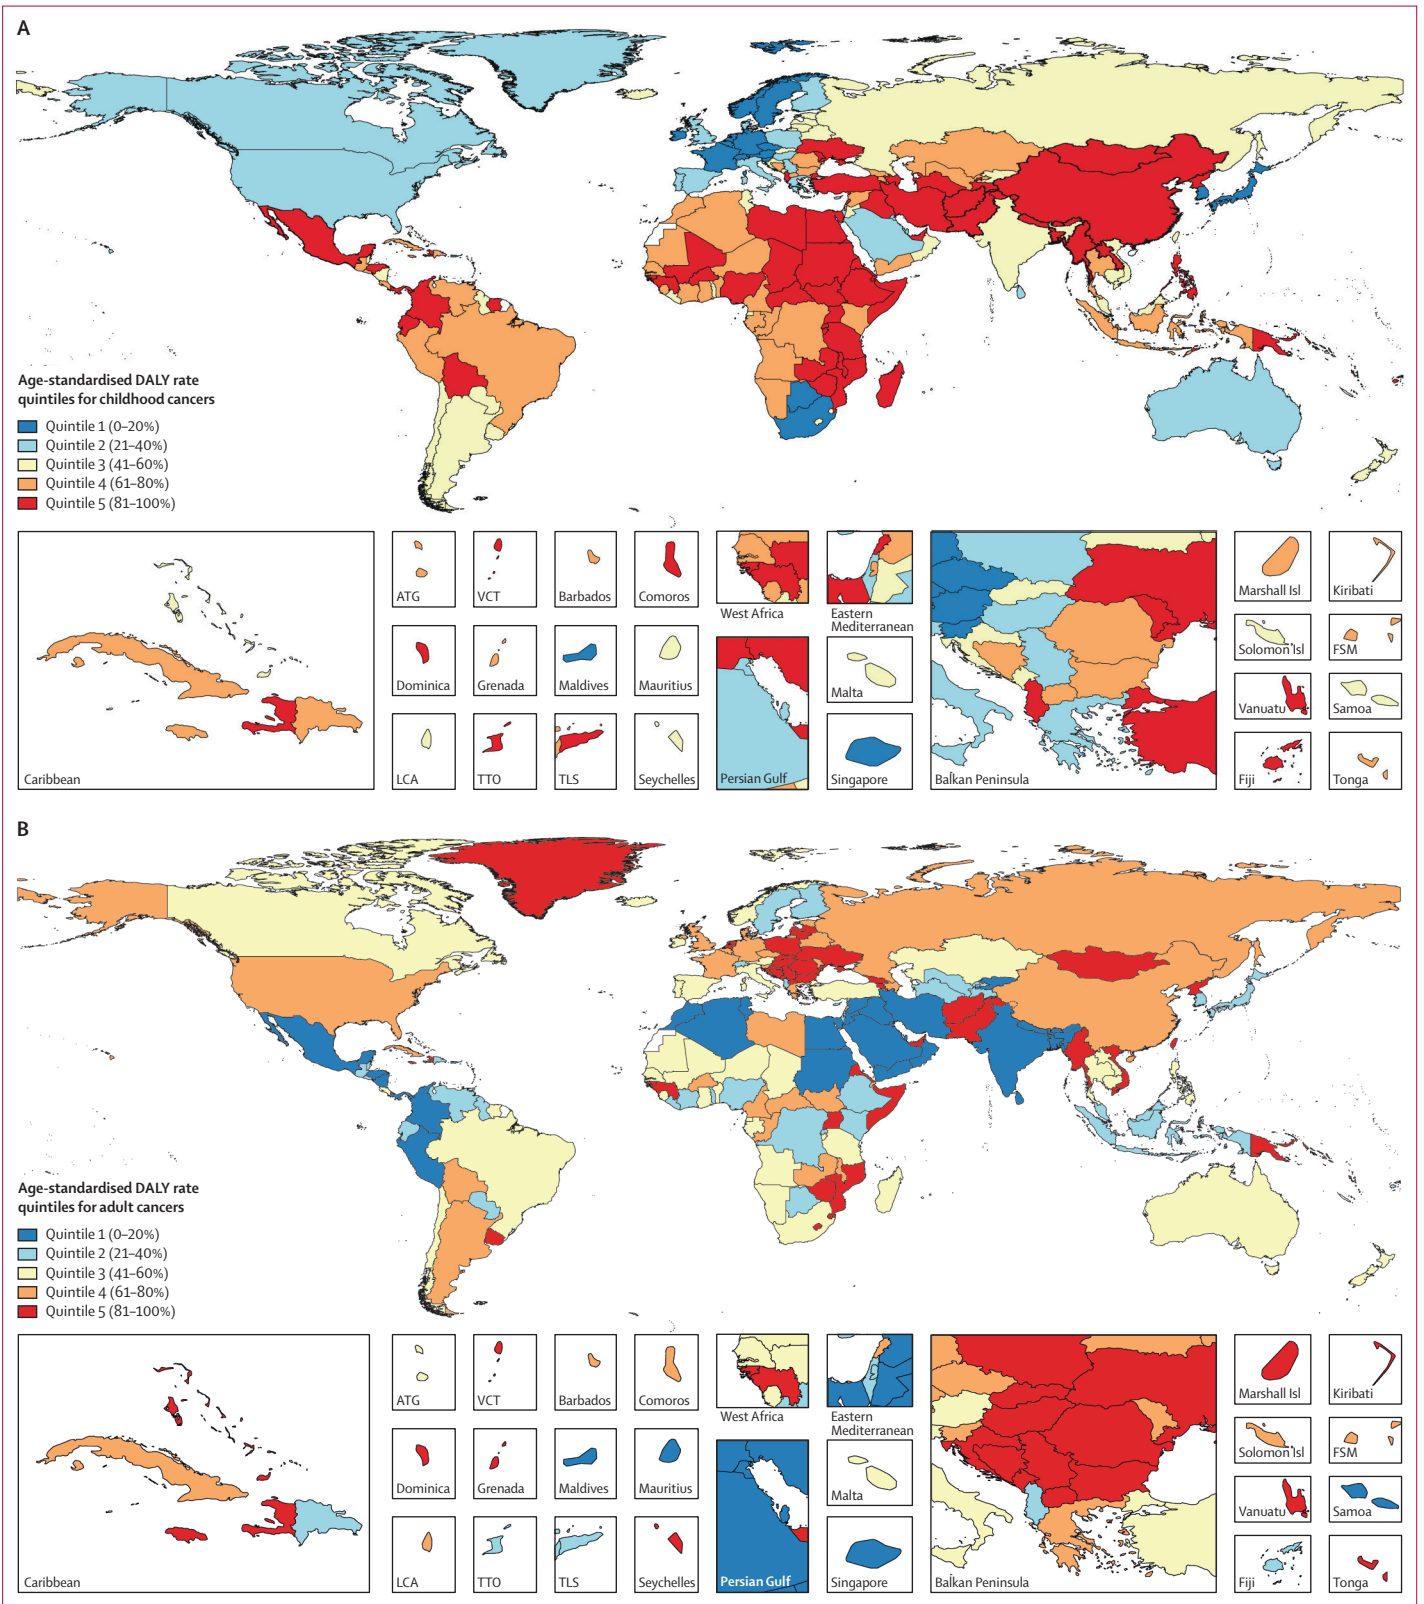 A
Age-standardised DALY rate
quintiles for childhood cancers
Quintile 1 (0–20%)
Quintile 2 (21–40%)
Quintile 3 (41–60%)
Quintile 4 (61–80%)
Quintile 5 (81–100%)
Caribbean
ATG
VCT
Barbados
Comoros
Dominica
Grenada
Maldives
Mauritius
LCA
TTO
TLS
Seychelles
West Africa
Eastern
Mediterranean
Persian Gulf
Malta
Singapore
Balkan Peninsula
Marshall Isl
Kiribati
Solomon Isl
FSM
Vanuatu
Samoa
Fiji
Tonga
B
Age-standardised DALY rate
quintiles for adult cancers
Quintile 1 (0–20%)
Quintile 2 (21–40%)
Quintile 3 (41–60%)
Quintile 4 (61–80%)
Quintile 5 (81–100%)
Caribbean
ATG
VCT
Barbados
Comoros
Dominica
Grenada
Maldives
Mauritius
LCA
TTO
TLS
Seychelles
West Africa
Eastern
Mediterranean
Persian Gulf
Malta
Singapore
Balkan Peninsula
Marshall Isl
Kiribati
Solomon Isl
FSM
Vanuatu
Samoa
Fiji
Tonga